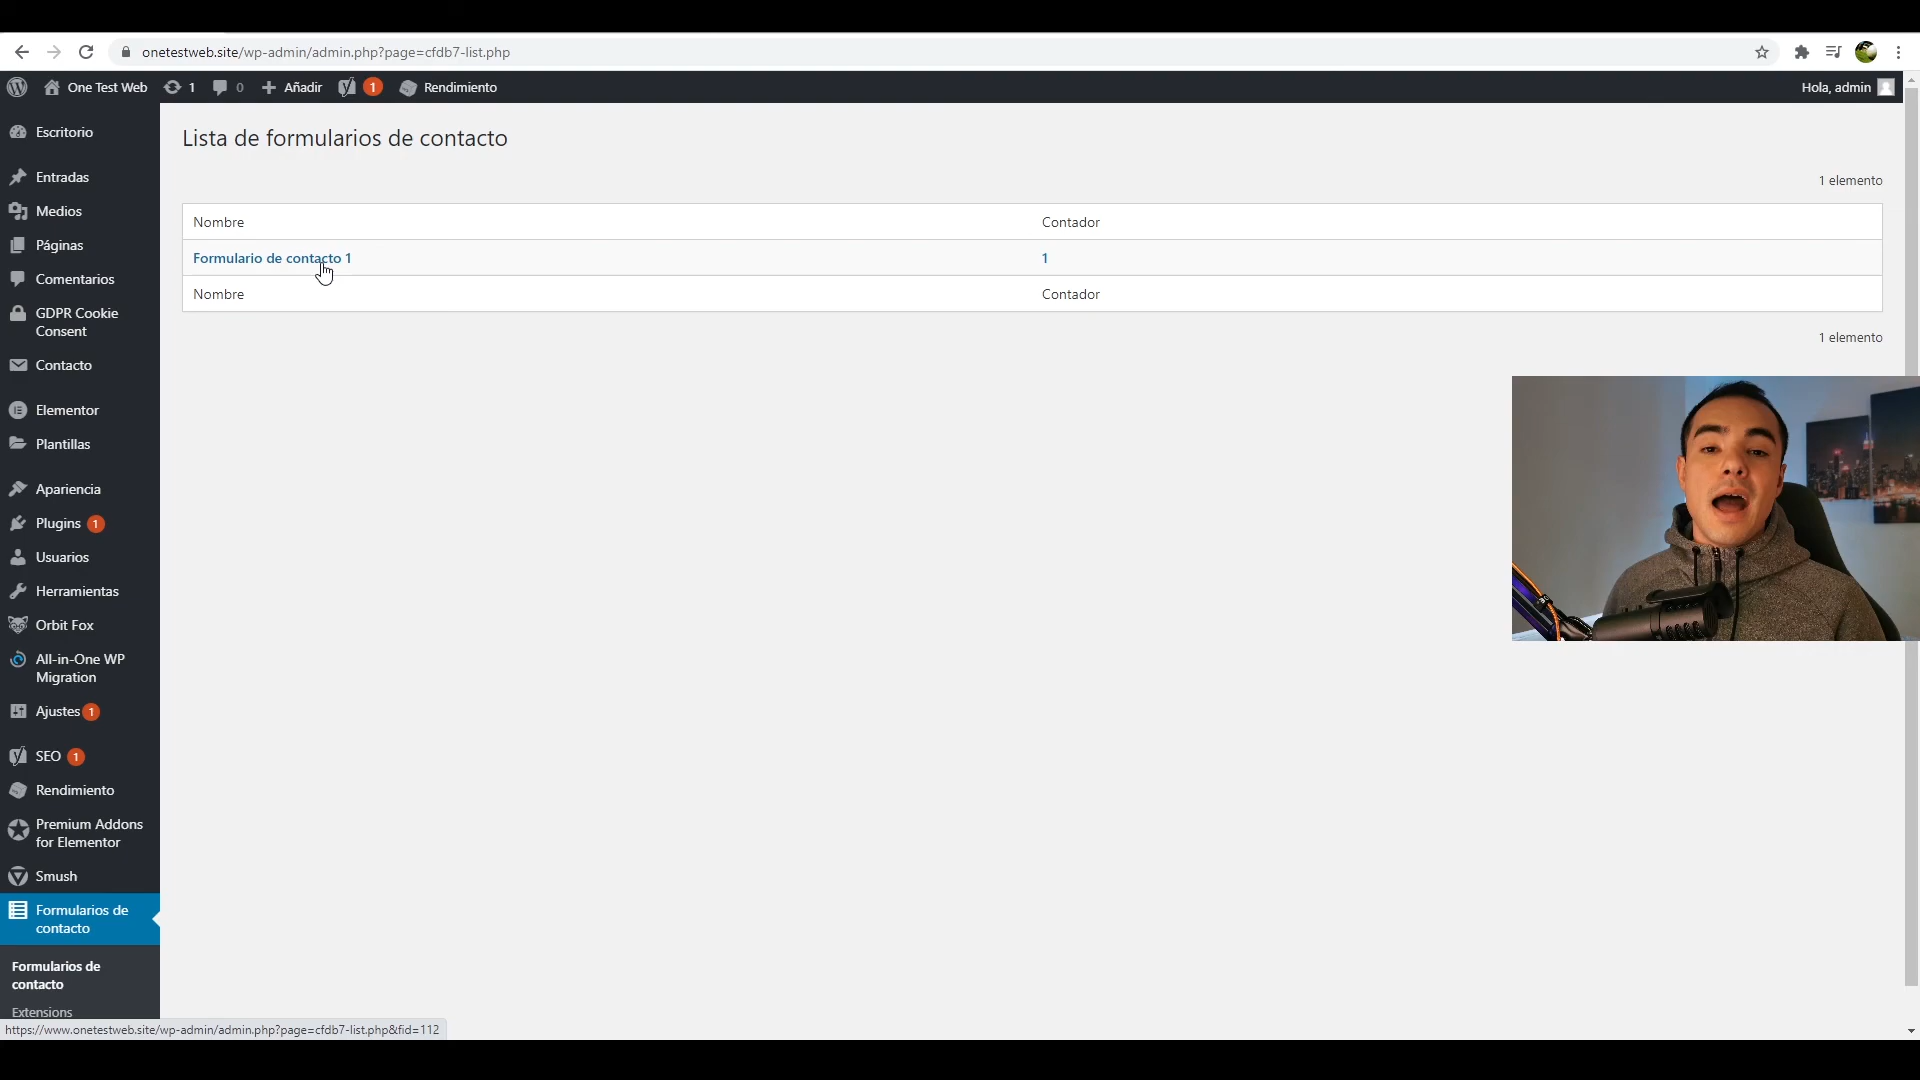 onetestweb.site/wp-admin/admin.php?page=cfdb7-list.php
One Test Web 1 0 Añadir 1 Rendimiento Hola, admin
Escritorio
Entradas
Medios
Páginas
Comentarios
GDPR Cookie
Consent
Contacto
Elementor
Plantillas
Apariencia
Plugins 1
Usuarios
Herramientas
Orbit Fox
All-in-One WP
Migration
Ajustes 1
SEO 1
Rendimiento
Premium Addons
for Elementor
Smush
Formularios de
contacto
Formularios de
contacto
Extensions
Lista de formularios de contacto
1 elemento
Nombre Contador
Formulario de contacto 1 1
Nombre Contador
1 elemento
https://www.onetestweb.site/wp-admin/admin.php?page=cfdb7-list.php&fid=112